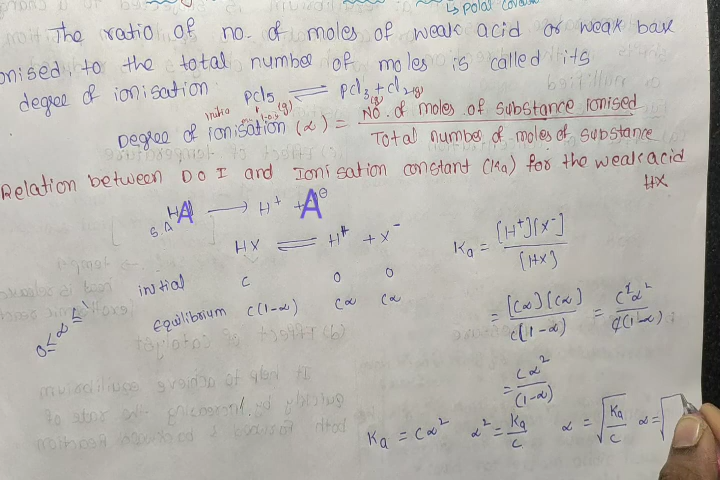 ↳ polar covale
The ratio of no. of moles of weak acid or weak base
onised to the total number of moles is called its
degree of ionisation PCl5 ⇌ PCl3(g) + Cl2(g)
Degree of ionisation (α) = No. of moles of substance ionised / Total number of moles of substance
Relation between D o I and Ionisation constant (Ka) for the weak acid
HX
S.A HA → H+ + A⊖
HX ⇌ H+ + X-
initial C 0 0
Equilibrium C(1-α) Cα Cα
0<α<1
Ka = [H+][X-] / [HX]
= [Cα][Cα] / C(1-α) = C²α² / C(1-α)
= Cα² / (1-α)
Ka = Cα² α² = Ka/C α = √Ka/C α = √